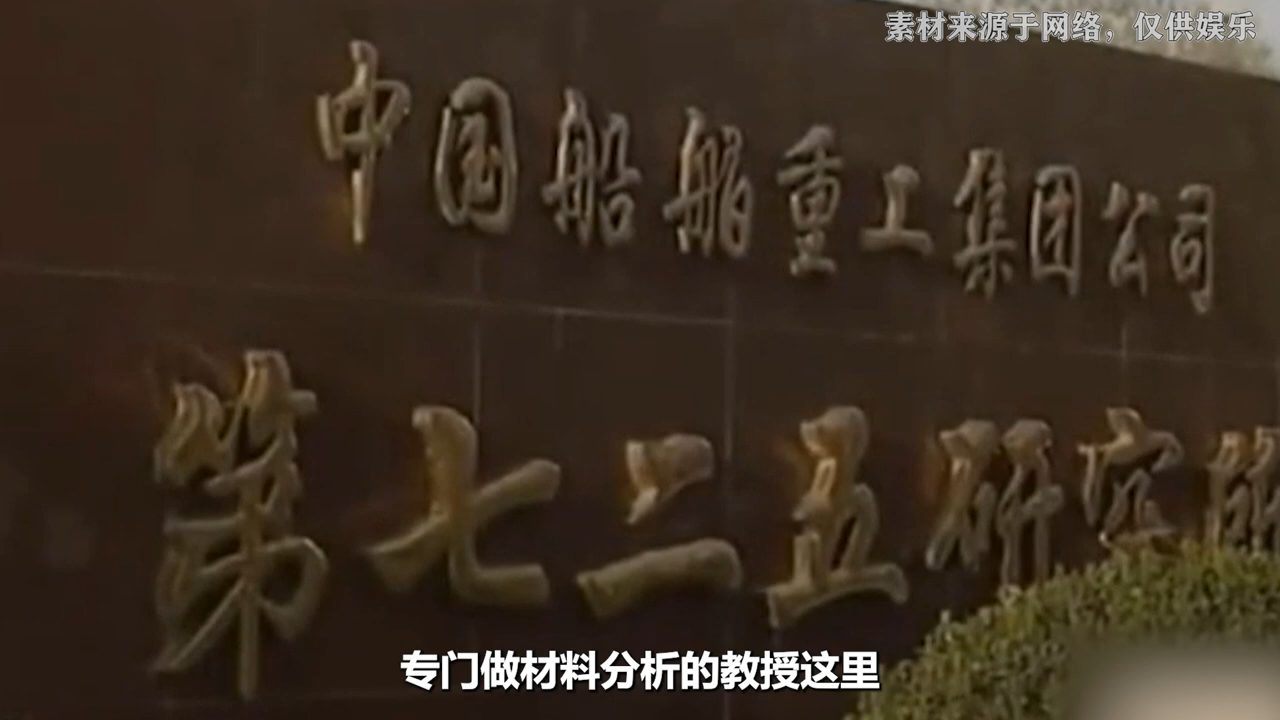 素材来源于网络，仅供娱乐
中国船舶重工集团公司
第七二五研究所
专门做材料分析的教授这里